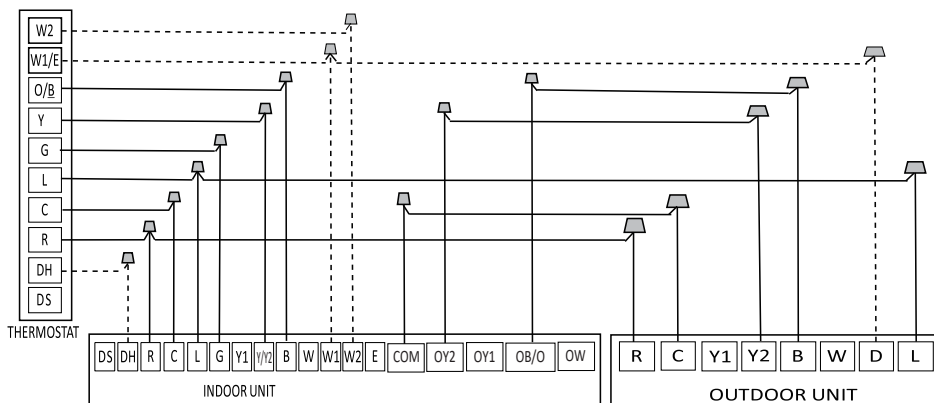 W2
W1/E
O/B
Y
G
L
C
R
DH
DS
THERMOSTAT
DS DH R C L G Y1 Y/Y2 B W W1 W2 E COM OY2 OY1 OB/O OW
INDOOR UNIT
R C Y1 Y2 B W D L
OUTDOOR UNIT